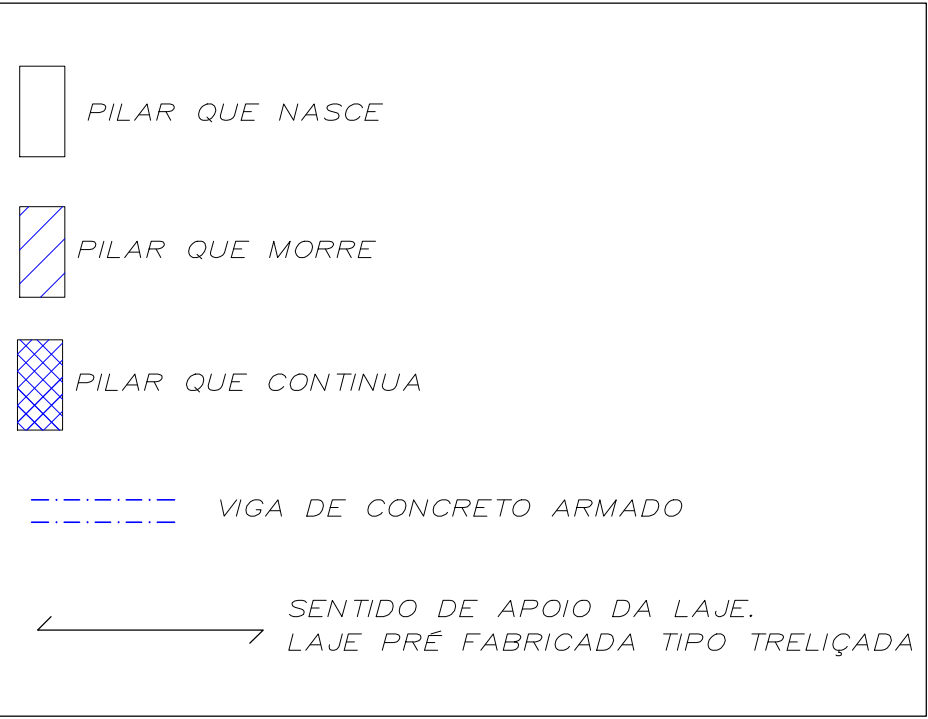 PILAR QUE NASCE
PILAR QUE MORRE
PILAR QUE CONTINUA
VIGA DE CONCRETO ARMADO
SENTIDO DE APOIO DA LAJE.
LAJE PRÉ FABRICADA TIPO TRELIÇADA